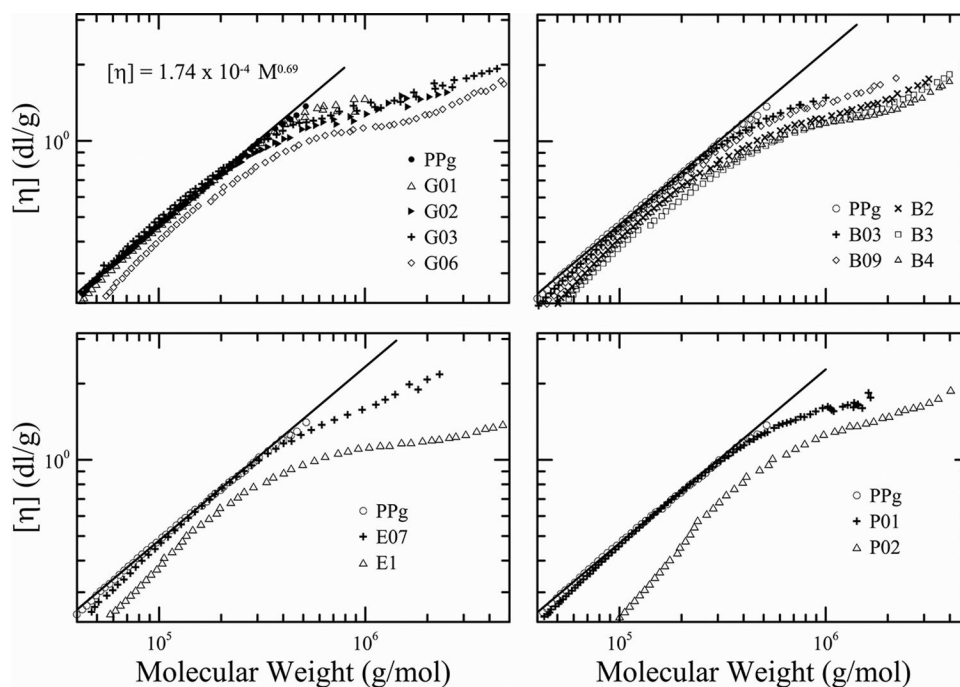 [η] = 1.74 x 10⁻⁴ M⁰·⁶⁹
[η] (dl/g)
10⁰
PPg
G01
G02
G03
G06
PPg
B03
B09
B2
B3
B4
[η] (dl/g)
10⁰
PPg
E07
E1
10⁵
10⁶
Molecular Weight (g/mol)
PPg
P01
P02
10⁵
10⁶
Molecular Weight (g/mol)